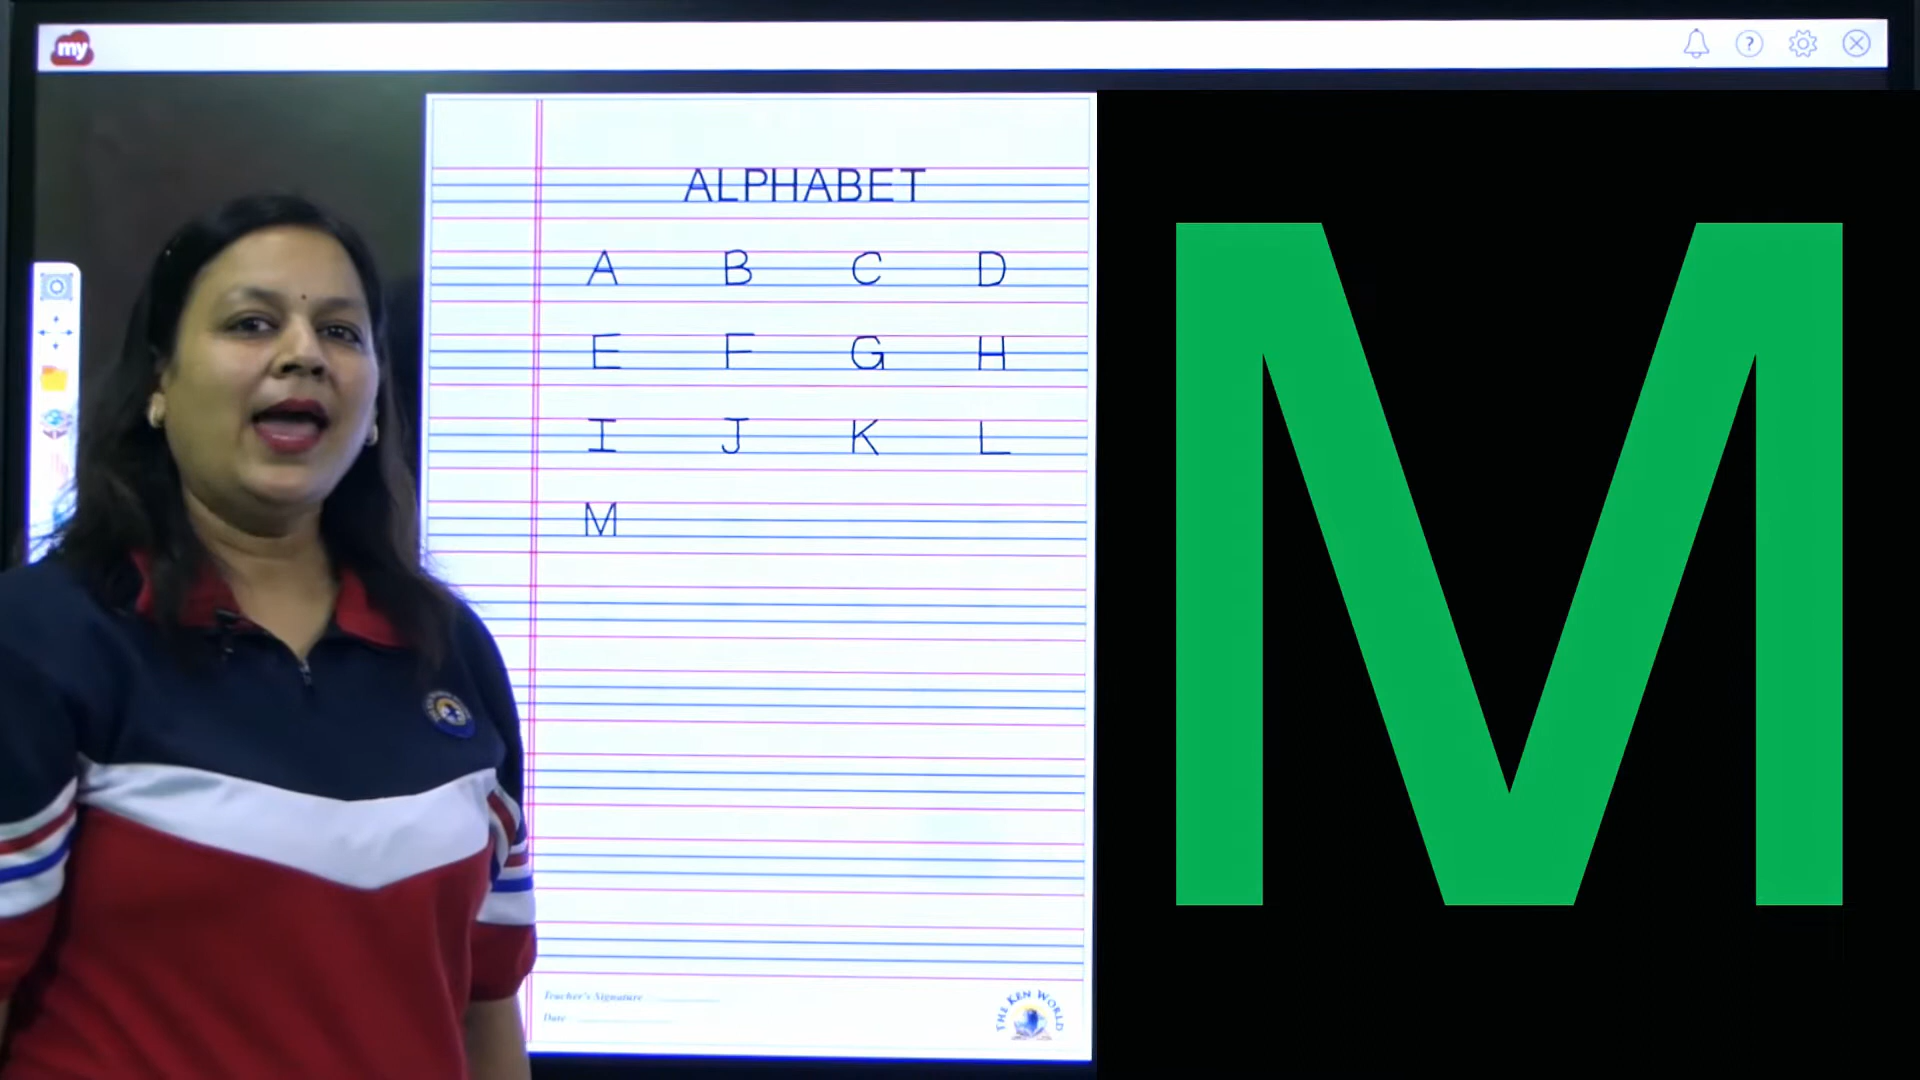 my
ALPHABET
A B C D
E F G H
I J K L
M
M
Teacher's Signature
Date
THE KEN WORLD